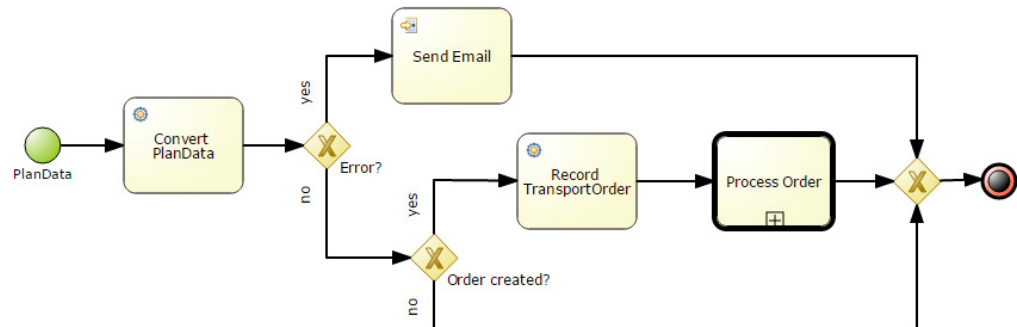 Send Email
yes
Convert
PlanData
PlanData
Error?
no
Record
TransportOrder
Process Order
yes
Order created?
no